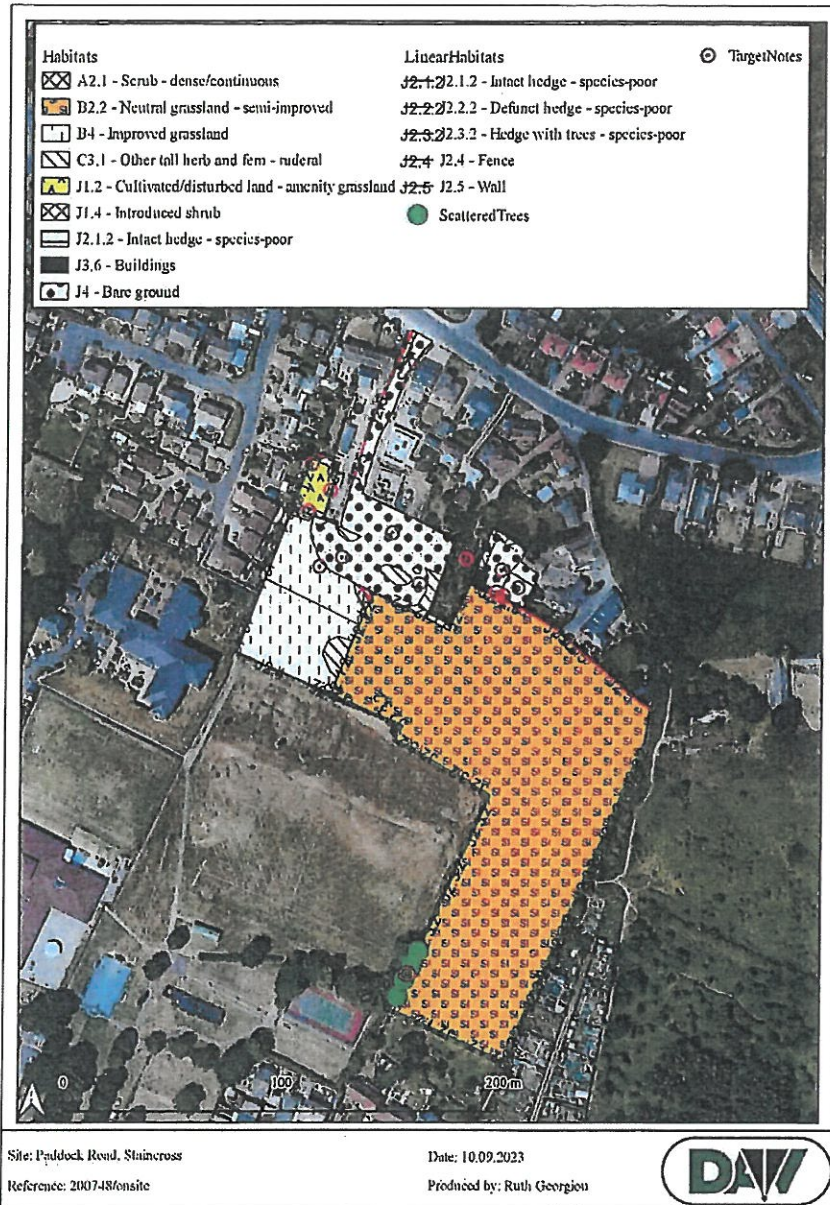 Habitats
A2.1 - Scrub - dense/continuous
B2.2 - Neutral grassland - semi-improved
B4 - Improved grassland
C3.1 - Other tall herb and fern - ruderal
J1.2 - Cultivated/disturbed land - amenity grassland
J1.4 - Introduced shrub
J2.1.2 - Intact hedge - species-poor
J3.6 - Buildings
J4 - Bare ground
LinearHabitats
J2.1.2 J2.1.2 - Intact hedge - species-poor
J2.2.2 J2.2.2 - Defunct hedge - species-poor
J2.3.2 J2.3.2 - Hedge with trees - species-poor
J2.4 J2.4 - Fence
J2.5 J2.5 - Wall
ScatteredTrees
TargetNotes
0 100 200 m
Site: Paddock Road, Staincross
Reference: 200748/onsite
Date: 10.09.2023
Produced by: Ruth Georgiou
DAW